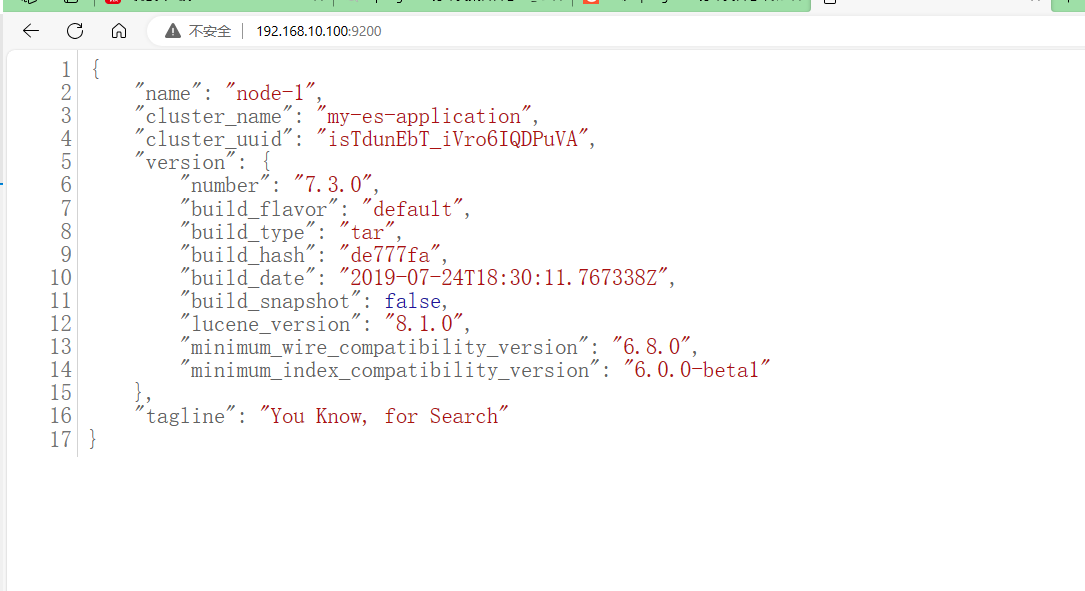 不安全 192.168.10.100:9200
1 {
2 "name": "node-1",
3 "cluster_name": "my-es-application",
4 "cluster_uuid": "isTdunEbT_iVro6IQDPuVA",
5 "version": {
6 "number": "7.3.0",
7 "build_flavor": "default",
8 "build_type": "tar",
9 "build_hash": "de777fa",
10 "build_date": "2019-07-24T18:30:11.767338Z",
11 "build_snapshot": false,
12 "lucene_version": "8.1.0",
13 "minimum_wire_compatibility_version": "6.8.0",
14 "minimum_index_compatibility_version": "6.0.0-beta1"
15 },
16 "tagline": "You Know, for Search"
17 }